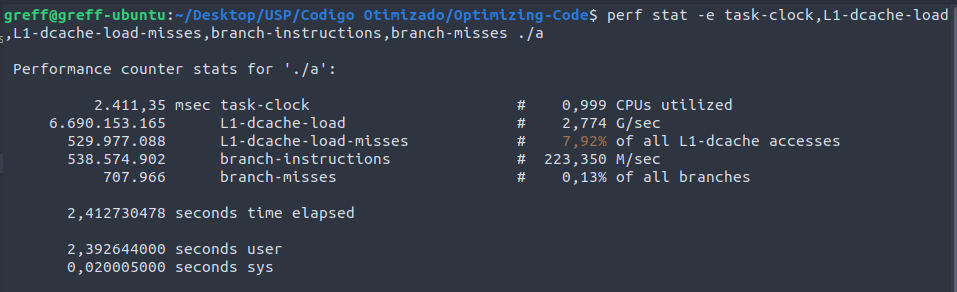 greff@greff-ubuntu:~/Desktop/USP/Codigo Otimizado/Optimizing-Code$ perf stat -e task-clock,L1-dcache-load
,L1-dcache-load-misses,branch-instructions,branch-misses ./a
Performance counter stats for './a':
2.411,35 msec task-clock # 0,999 CPUs utilized
6.690.153.165 L1-dcache-load # 2,774 G/sec
529.977.088 L1-dcache-load-misses # 7,92% of all L1-dcache accesses
538.574.902 branch-instructions # 223,350 M/sec
707.966 branch-misses # 0,13% of all branches
2,412730478 seconds time elapsed
2,392644000 seconds user
0,020005000 seconds sys